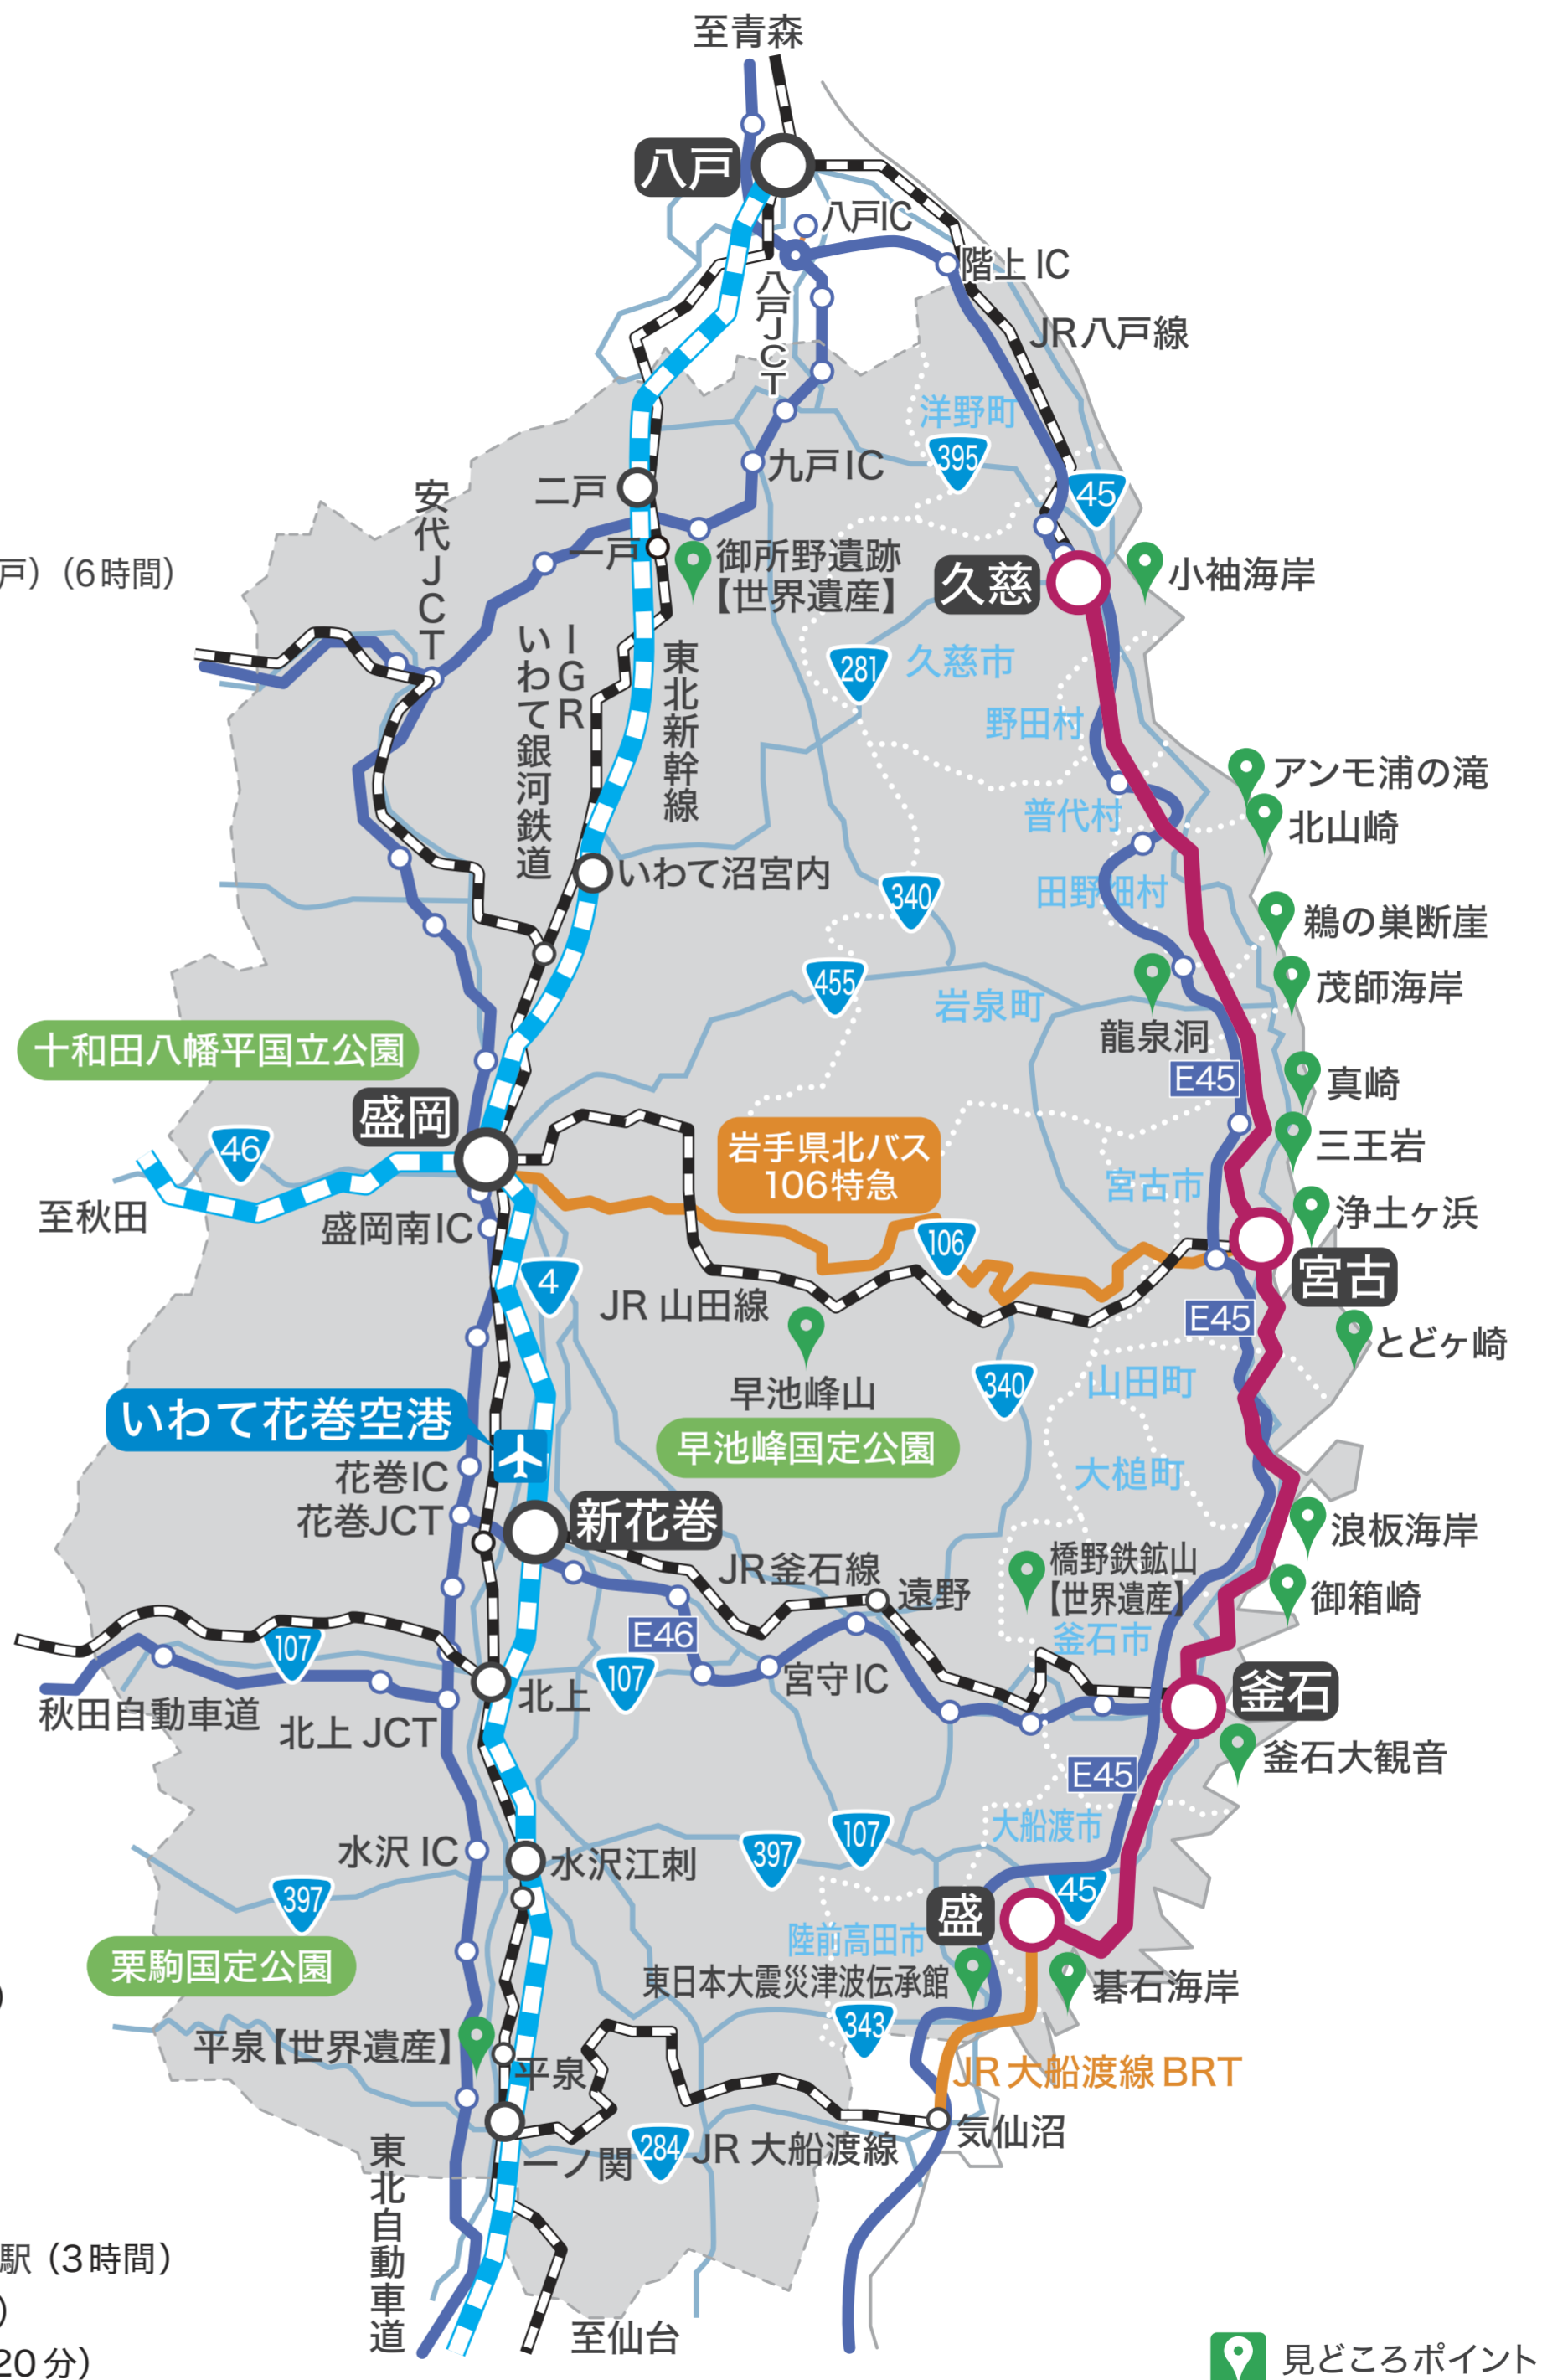 至青森
八戸
八戸IC
階上 IC
八戸JCT
JR八戸線
洋野町
395
45
九戸IC
二戸
安代JCT
一戸
御所野遺跡
【世界遺産】
久慈
小袖海岸
戸）（6時間）
IGR
いわて銀河鉄道
東北新幹線
281
久慈市
野田村
アンモ浦の滝
北山崎
普代村
いわて沼宮内
340
田野畑村
鵜の巣断崖
茂師海岸
455
岩泉町
龍泉洞
十和田八幡平国立公園
E45
真崎
盛岡
岩手県北バス
106特急
三王岩
46
宮古市
浄土ヶ浜
至秋田
盛岡南IC
106
宮古
4
JR 山田線
E45
とどヶ崎
早池峰山
340
山田町
いわて花巻空港
早池峰国定公園
花巻IC
大槌町
花巻JCT
新花巻
浪板海岸
JR釜石線
遠野
橋野鉄鉱山
【世界遺産】
御箱崎
E46
釜石市
107
107
宮守IC
北上
釜石
秋田自動車道
北上 JCT
釜石大観音
E45
大船渡市
107
水沢 IC
水沢江刺
397
397
45
盛
陸前高田市
栗駒国定公園
東日本大震災津波伝承館
碁石海岸
）
343
平泉【世界遺産】
平泉
JR 大船渡線 BRT
気仙沼
一ノ関
284
JR 大船渡線
東北自動車道
駅（3時間）
）
至仙台
20分）
見どころポイント